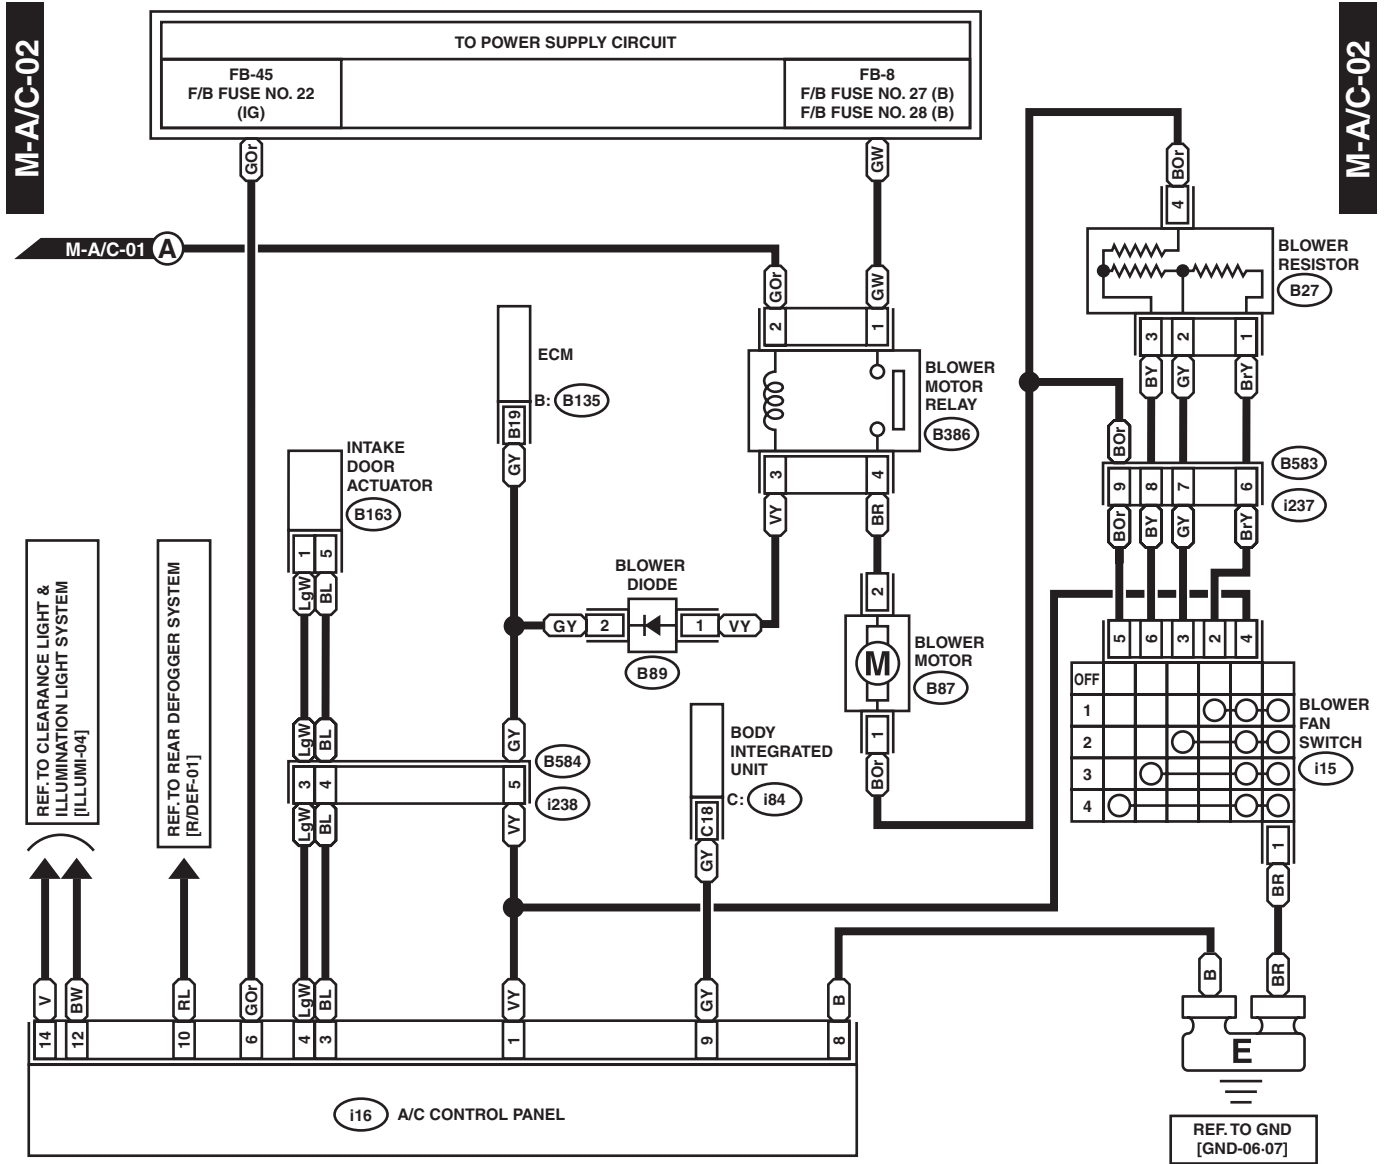 M-A/C-02
M-A/C-02
TO POWER SUPPLY CIRCUIT
FB-45
F/B FUSE NO. 22
(IG)
FB-8
F/B FUSE NO. 27 (B)
F/B FUSE NO. 28 (B)
GOr
GW
BOr
4
M-A/C-01
A
BLOWER
RESISTOR
B27
GOr
GW
2
1
3
2
1
ECM
B: B135
B19
GY
BLOWER
MOTOR
RELAY
B386
BY
GY
BrY
BOr
INTAKE
DOOR
ACTUATOR
B163
3
4
VY
BR
9
8
7
6
B583
i237
BOr
BY
GY
BrY
1
5
LgW
BL
REF. TO CLEARANCE LIGHT &
ILLUMINATION LIGHT SYSTEM
[ILLUMI-04]
REF. TO REAR DEFOGGER SYSTEM
[R/DEF-01]
BLOWER
DIODE
GY
2
1
VY
B89
2
M
BLOWER
MOTOR
B87
1
BOr
5
6
3
2
4
OFF
1
2
3
4
BLOWER
FAN
SWITCH
i15
LgW
BL
GY
B584
3
4
5
i238
LgW
BL
VY
BODY
INTEGRATED
UNIT
C: i84
C18
GY
1
BR
V
BW
RL
GOr
LgW
BL
VY
GY
B
B
BR
14
12
10
6
4
3
1
9
8
E
i16
A/C CONTROL PANEL
REF. TO GND
[GND-06·07]